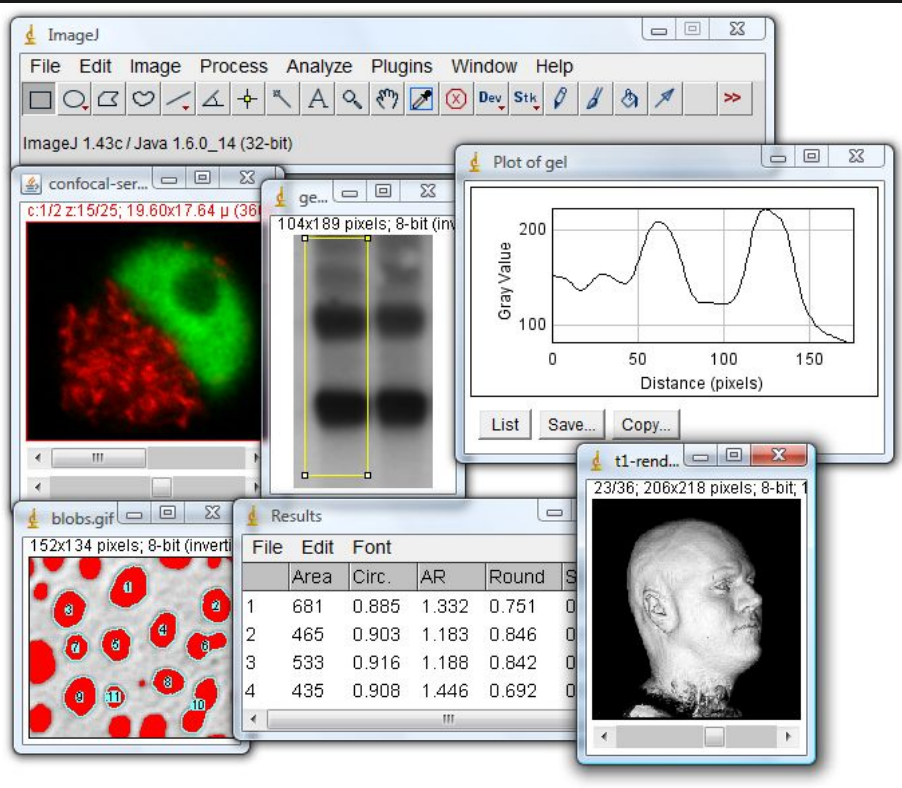 ImageJ
File Edit Image Process Analyze Plugins Window Help
A Dev Stk >>
ImageJ 1.43c / Java 1.6.0_14 (32-bit)
confocal-ser...
c:1/2 z:15/25; 19.60x17.64 µ (36
ge...
104x189 pixels; 8-bit (inv
Plot of gel
200
100
Gray Value
0 50 100 150
Distance (pixels)
List Save... Copy...
blobs.gif
152x134 pixels; 8-bit (inverti
1
2
3
4
5
6
7
8
9
11
10
Results
File Edit Font
Area Circ. AR Round S
1 681 0.885 1.332 0.751 0
2 465 0.903 1.183 0.846 0
3 533 0.916 1.188 0.842 0
4 435 0.908 1.446 0.692 0
t1-rend...
23/36; 206x218 pixels; 8-bit; 1